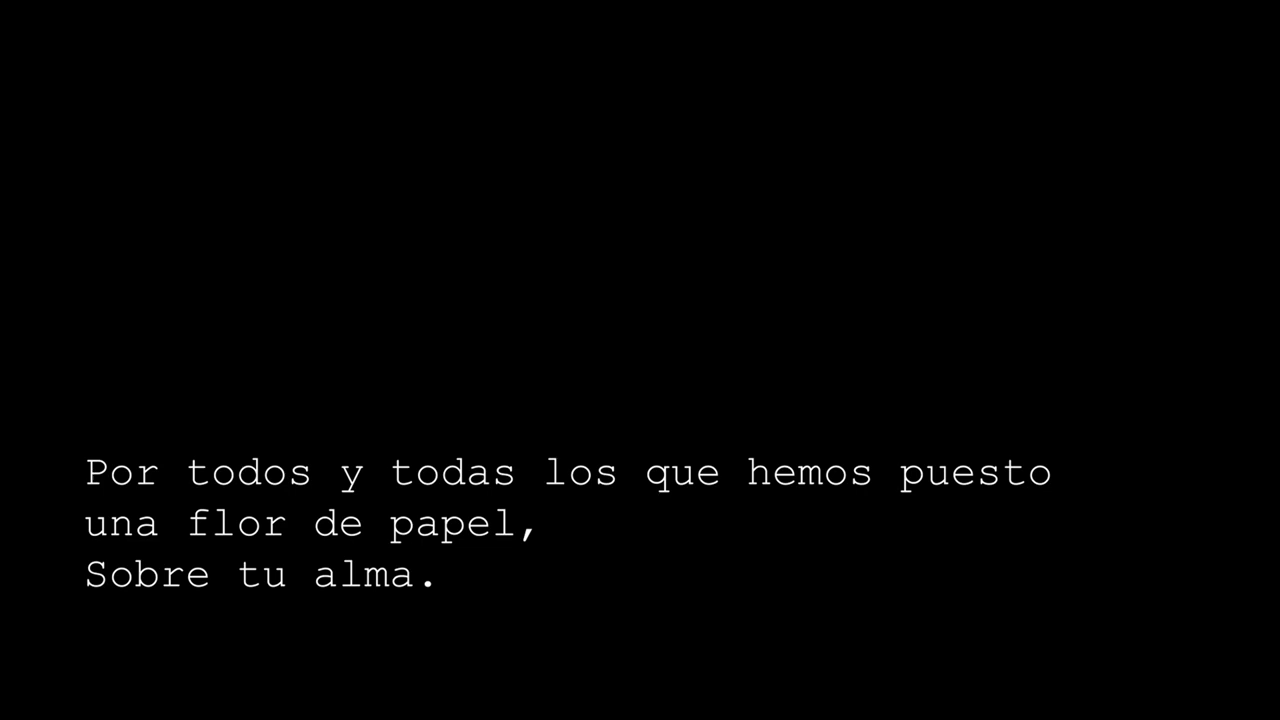 Por todos y todas los que hemos puesto
una flor de papel,
Sobre tu alma.